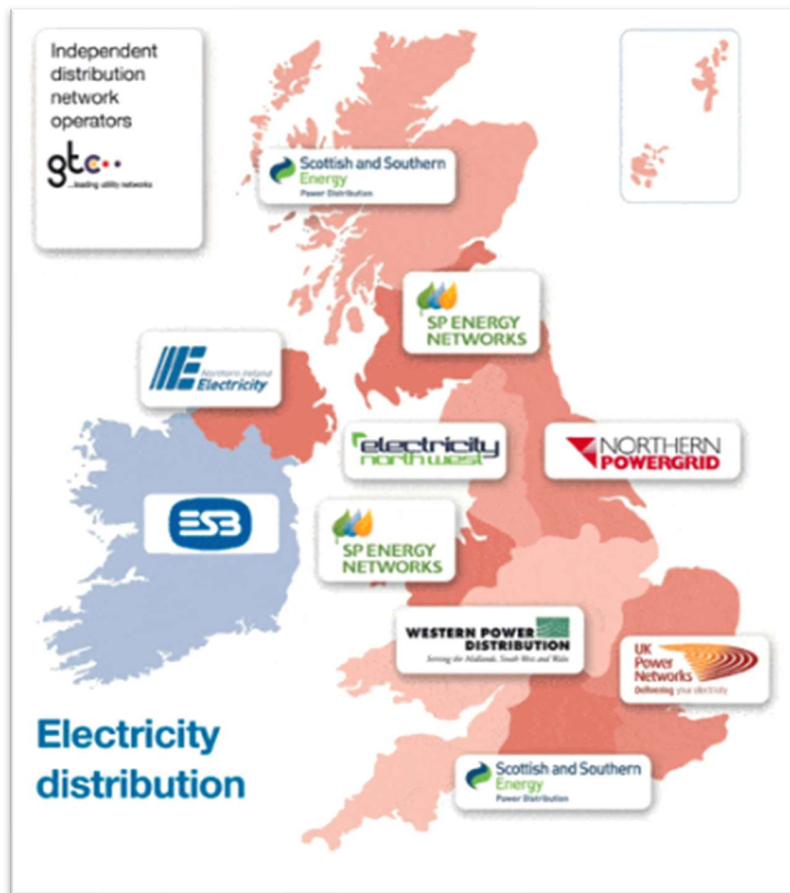 Independent
distribution
network
operators
gtc
...leading utility networks
Scottish and Southern
Energy
Power Distribution
SP ENERGY
NETWORKS
Northern Ireland
Electricity
electricity
north west
NORTHERN
POWERGRID
ESB
SP ENERGY
NETWORKS
WESTERN POWER
DISTRIBUTION
Serving the Midlands, South West and Wales
UK
Power
Networks
Delivering your electricity
Electricity
distribution
Scottish and Southern
Energy
Power Distribution